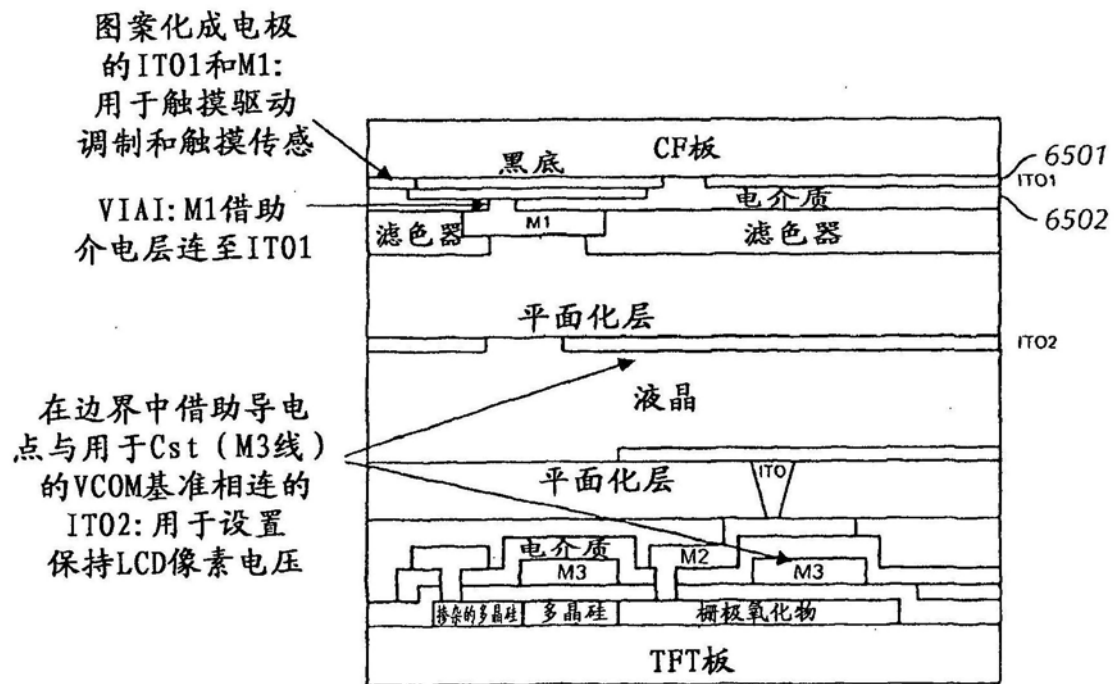 图案化成电极
的ITO1和M1:
用于触摸驱动
调制和触摸传感
CF板
黑底
6501
ITO1
电介质
6502
VIAI:M1借助
介电层连至ITO1
滤色器
M1
滤色器
平面化层
ITO2
液晶
在边界中借助导电
点与用于Cst（M3线）
的VCOM基准相连的
ITO2:用于设置
保持LCD像素电压
平面化层
ITO
电介质
M2
M3
M3
掺杂的多晶硅
多晶硅
栅极氧化物
TFT板